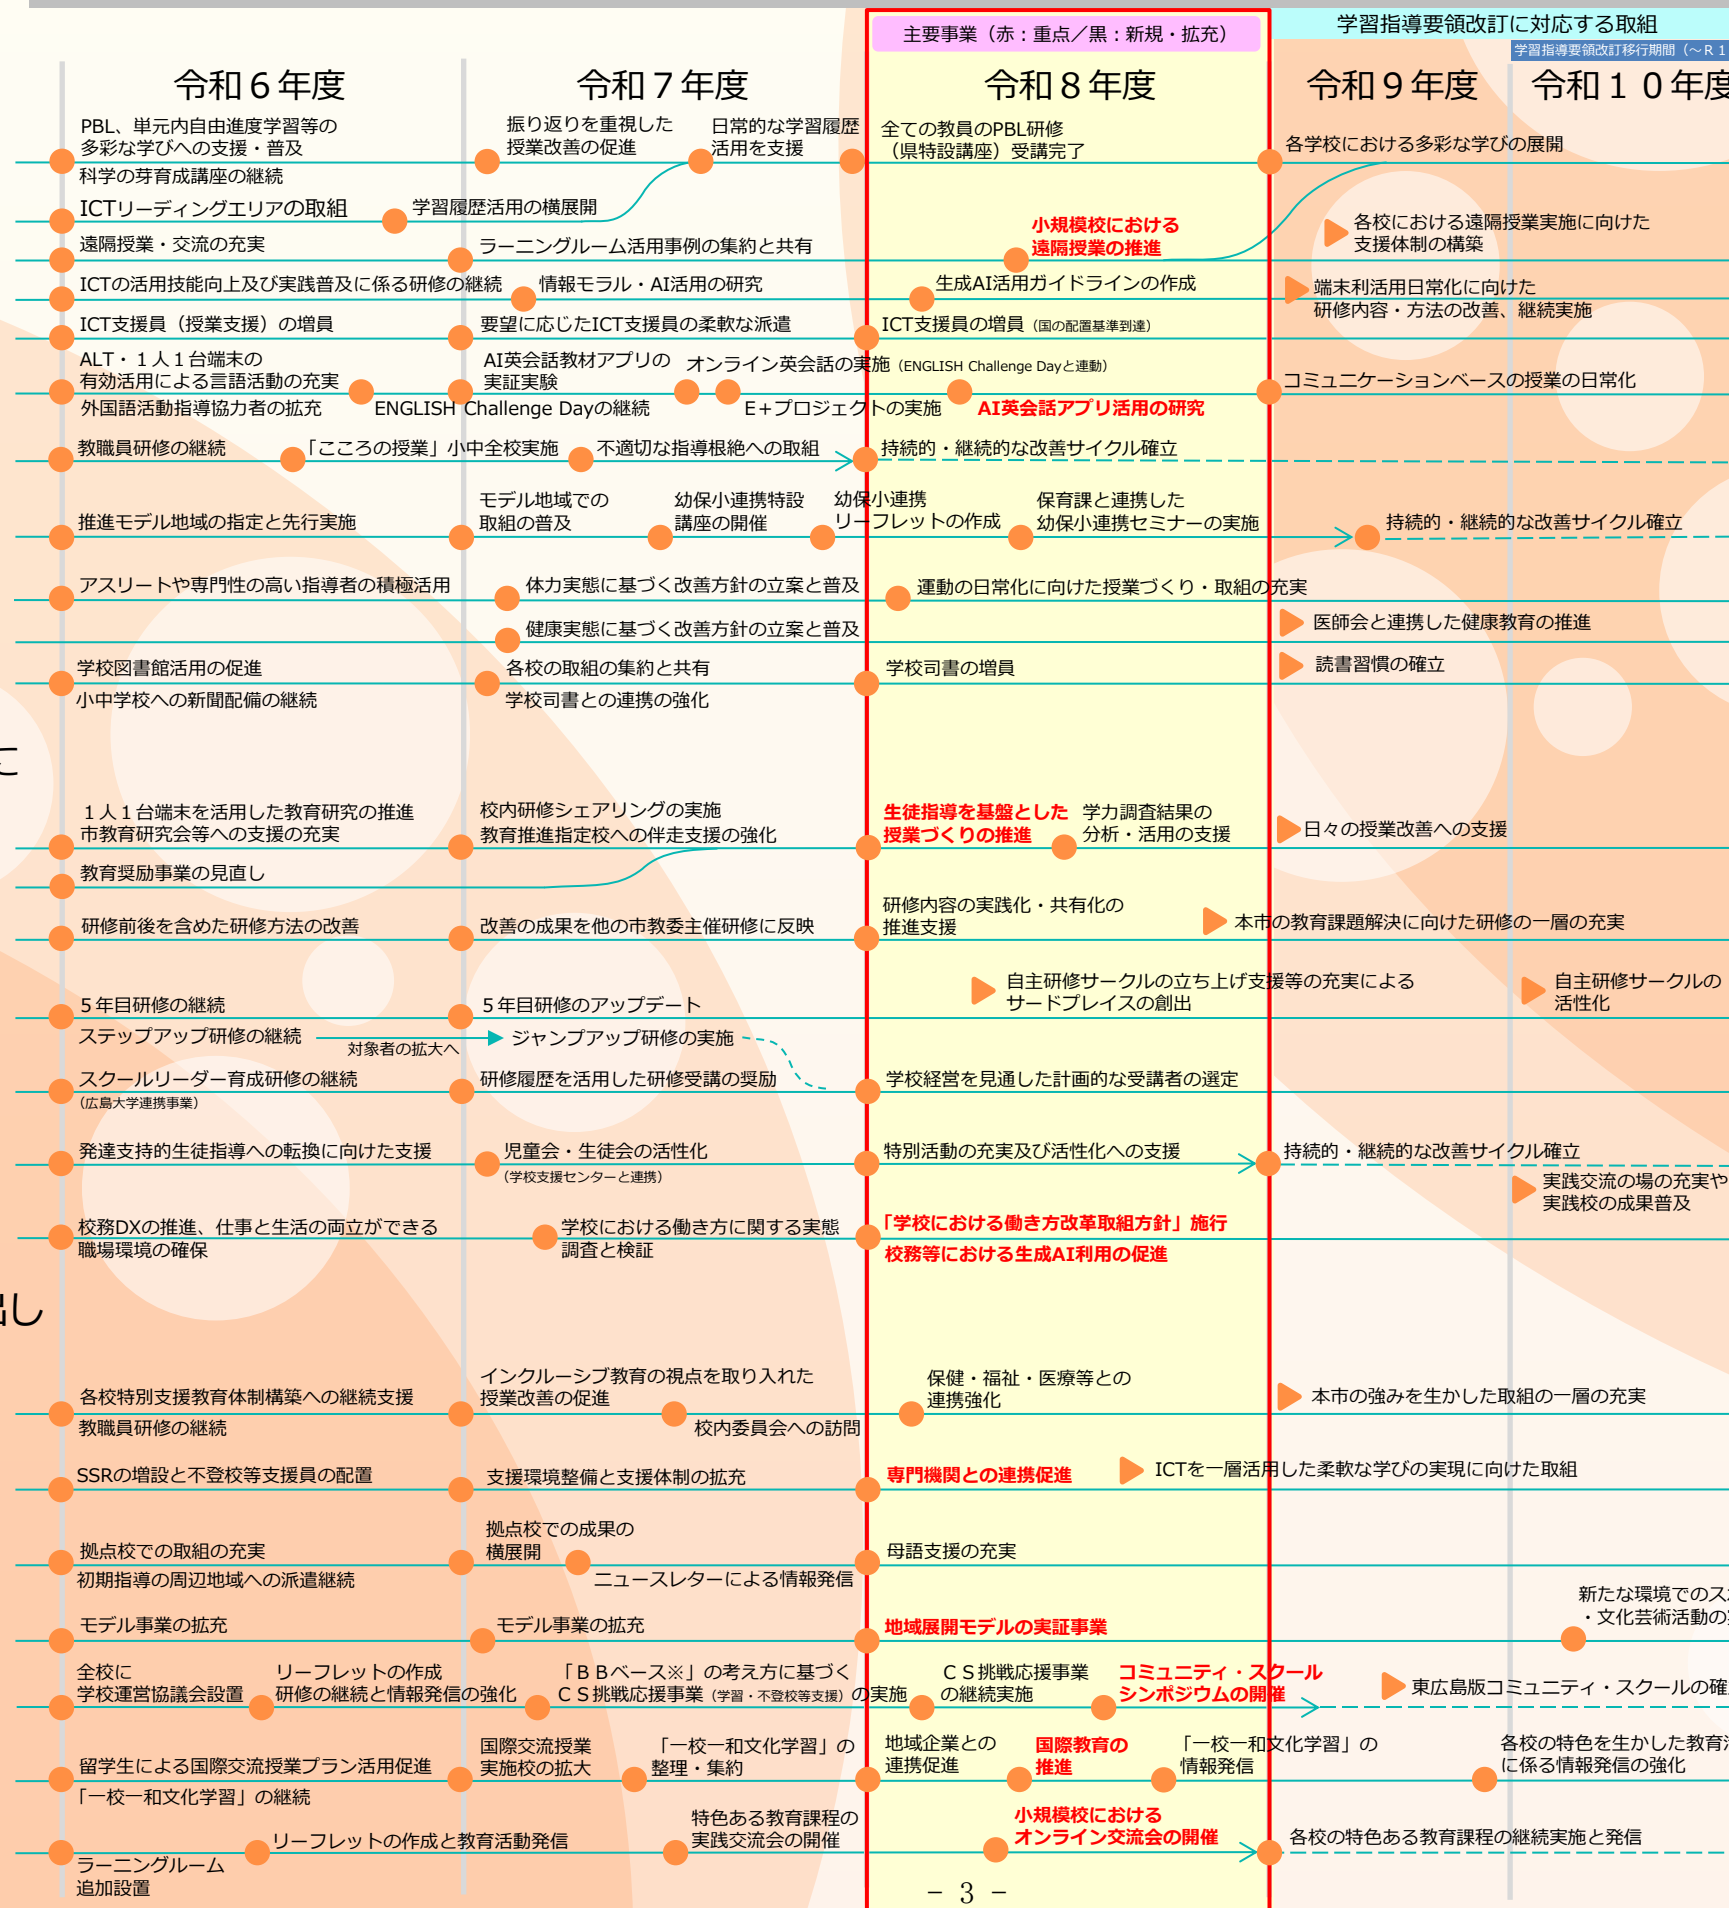 主要事業（赤：重点／黒：新規・拡充）
学習指導要領改訂に対応する取組
学習指導要領改訂移行期間（～Ｒ１
令和６年度
令和７年度
令和８年度
令和９年度
令和１０年度
PBL、単元内自由進度学習等の
多彩な学びへの支援・普及
科学の芽育成講座の継続
振り返りを重視した
授業改善の促進
日常的な学習履歴
活用を支援
全ての教員のPBL研修
（県特設講座）受講完了
各学校における多彩な学びの展開
ICTリーディングエリアの取組
学習履歴活用の横展開
遠隔授業・交流の充実
ラーニングルーム活用事例の集約と共有
小規模校における
遠隔授業の推進
各校における遠隔授業実施に向けた
支援体制の構築
ICTの活用技能向上及び実践普及に係る研修の継続
情報モラル・AI活用の研究
生成AI活用ガイドラインの作成
端末利活用日常化に向けた
研修内容・方法の改善、継続実施
ICT支援員（授業支援）の増員
要望に応じたICT支援員の柔軟な派遣
ICT支援員の増員（国の配置基準到達）
ALT・１人１台端末の
有効活用による言語活動の充実
外国語活動指導協力者の拡充
ENGLISH Challenge Dayの継続
AI英会話教材アプリの
実証実験
オンライン英会話の実施（ENGLISH Challenge Dayと連動）
E+プロジェクトの実施
AI英会話アプリ活用の研究
コミュニケーションベースの授業の日常化
教職員研修の継続
「こころの授業」小中全校実施
不適切な指導根絶への取組
持続的・継続的な改善サイクル確立
推進モデル地域の指定と先行実施
モデル地域での
取組の普及
幼保小連携特設
講座の開催
幼保小連携
リーフレットの作成
保育課と連携した
幼保小連携セミナーの実施
持続的・継続的な改善サイクル確立
アスリートや専門性の高い指導者の積極活用
体力実態に基づく改善方針の立案と普及
運動の日常化に向けた授業づくり・取組の充実
健康実態に基づく改善方針の立案と普及
医師会と連携した健康教育の推進
学校図書館活用の促進
小中学校への新聞配備の継続
各校の取組の集約と共有
学校司書との連携の強化
学校司書の増員
読書習慣の確立
に
１人１台端末を活用した教育研究の推進
市教育研究会等への支援の充実
校内研修シェアリングの実施
教育推進指定校への伴走支援の強化
生徒指導を基盤とした
授業づくりの推進
学力調査結果の
分析・活用の支援
日々の授業改善への支援
教育奨励事業の見直し
研修前後を含めた研修方法の改善
改善の成果を他の市教委主催研修に反映
研修内容の実践化・共有化の
推進支援
本市の教育課題解決に向けた研修の一層の充実
自主研修サークルの立ち上げ支援等の充実による
サードプレイスの創出
自主研修サークルの
活性化
５年目研修の継続
５年目研修のアップデート
ステップアップ研修の継続
対象者の拡大へ
ジャンプアップ研修の実施
スクールリーダー育成研修の継続
（広島大学連携事業）
研修履歴を活用した研修受講の奨励
学校経営を見通した計画的な受講者の選定
発達支持的生徒指導への転換に向けた支援
児童会・生徒会の活性化
（学校支援センターと連携）
特別活動の充実及び活性化への支援
持続的・継続的な改善サイクル確立
実践交流の場の充実や
実践校の成果普及
校務DXの推進、仕事と生活の両立ができる
職場環境の確保
学校における働き方に関する実態
調査と検証
「学校における働き方改革取組方針」施行
校務等における生成AI利用の促進
出し
各校特別支援教育体制構築への継続支援
教職員研修の継続
インクルーシブ教育の視点を取り入れた
授業改善の促進
校内委員会への訪問
保健・福祉・医療等との
連携強化
本市の強みを生かした取組の一層の充実
SSRの増設と不登校等支援員の配置
支援環境整備と支援体制の拡充
専門機関との連携促進
ICTを一層活用した柔軟な学びの実現に向けた取組
拠点校での取組の充実
初期指導の周辺地域への派遣継続
拠点校での成果の
横展開
ニュースレターによる情報発信
母語支援の充実
モデル事業の拡充
モデル事業の拡充
地域展開モデルの実証事業
新たな環境でのス
・文化芸術活動の
全校に
学校運営協議会設置
リーフレットの作成
研修の継続と情報発信の強化
「ＢＢベース※」の考え方に基づく
ＣＳ挑戦応援事業（学習・不登校等支援）の実施
ＣＳ挑戦応援事業
の継続実施
コミュニティ・スクール
シンポジウムの開催
東広島版コミュニティ・スクールの確
留学生による国際交流授業プラン活用促進
「一校一和文化学習」の継続
国際交流授業
実施校の拡大
「一校一和文化学習」の
整理・集約
地域企業との
連携促進
国際教育の
推進
「一校一和文化学習」の
情報発信
各校の特色を生かした教育活
に係る情報発信の強化
ラーニングルーム
追加設置
リーフレットの作成と教育活動発信
特色ある教育課程の
実践交流会の開催
小規模校における
オンライン交流会の開催
各校の特色ある教育課程の継続実施と発信
－ 3 －